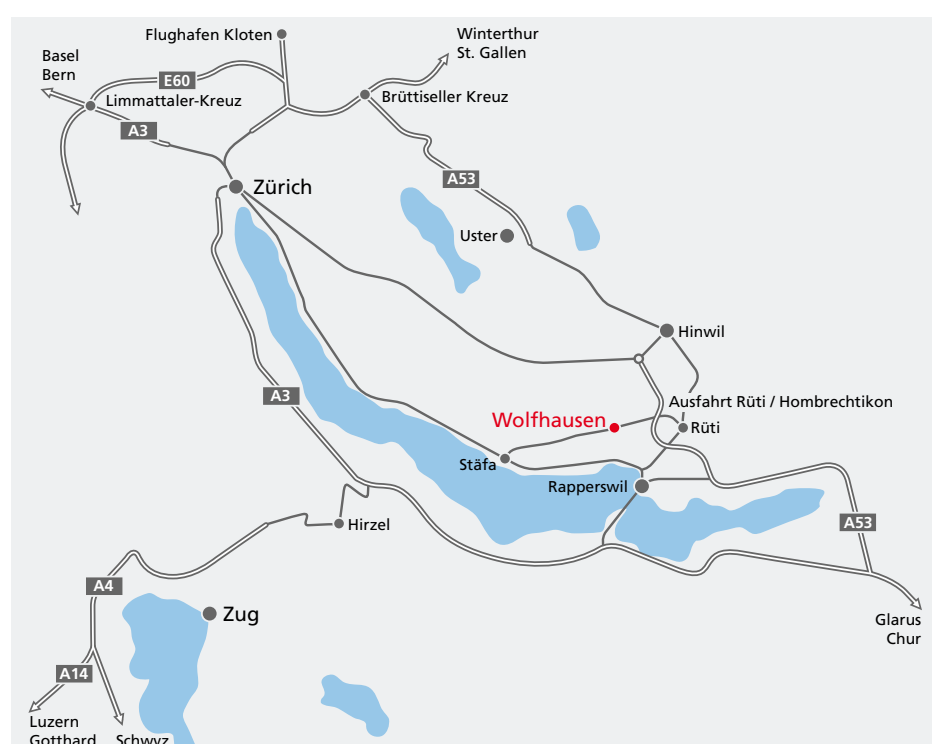 Flughafen Kloten
Winterthur
St. Gallen
Basel
Bern
E60
Limmattaler-Kreuz
Brüttiseller Kreuz
A3
Zürich
A53
Uster
Hinwil
A3
Ausfahrt Rüti / Hombrechtikon
Wolfhausen
Rüti
Stäfa
Rapperswil
Hirzel
A53
A4
Zug
Glarus
Chur
A14
Luzern
Gotthard
Schwyz